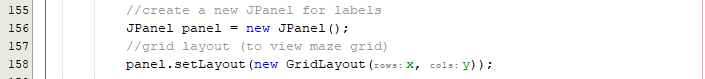 155 //create a new JPanel for labels
156 JPanel panel = new JPanel();
157 //grid layout (to view maze grid)
158 panel.setLayout(new GridLayout(rows: x, cols: y));